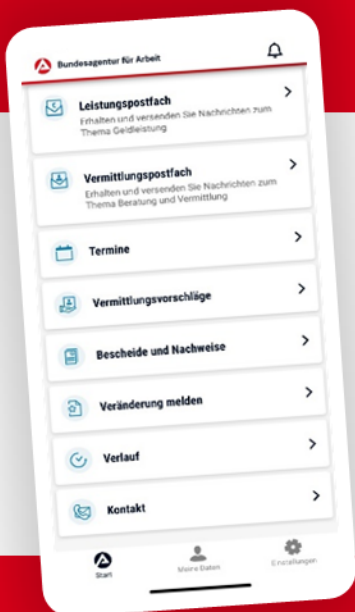 Bundesagentur für Arbeit
Leistungspostfach
Erhalten und versenden Sie Nachrichten zum
Thema Geldleistung
Vermittlungspostfach
Erhalten und versenden Sie Nachrichten zum
Thema Beratung und Vermittlung
Termine
Vermittlungsvorschläge
Bescheide und Nachweise
Veränderung melden
Verlauf
Kontakt
Start
Meine Daten
Einstellungen